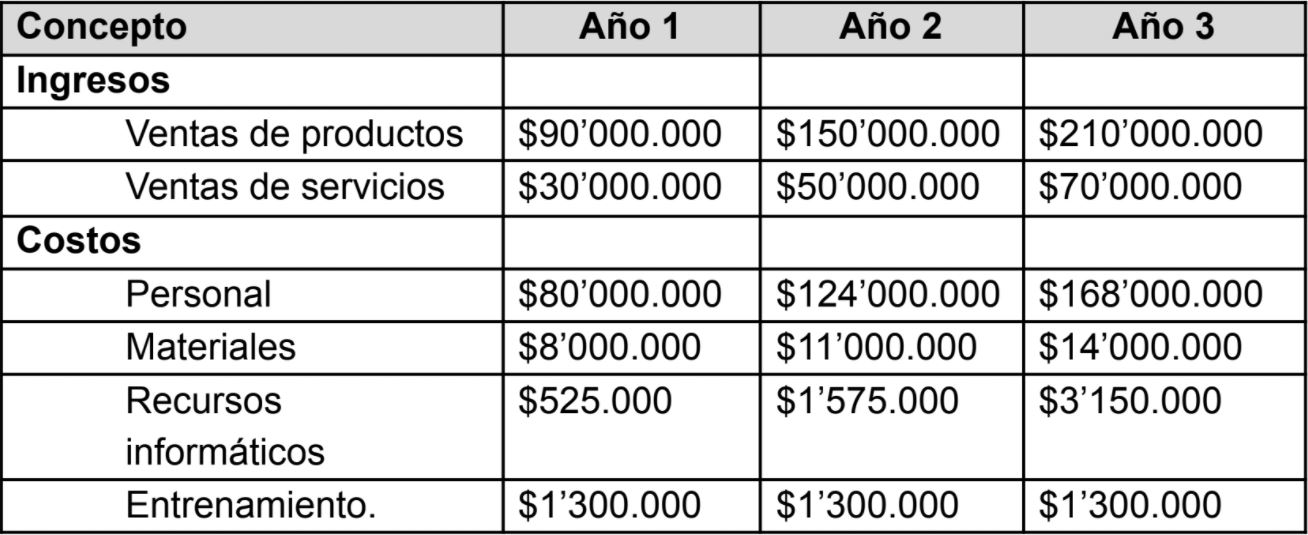 Concepto Año 1 Año 2 Año 3
Ingresos
Ventas de productos $90’000.000 $150’000.000 $210’000.000
Ventas de servicios $30’000.000 $50’000.000 $70’000.000
Costos
Personal $80’000.000 $124’000.000 $168’000.000
Materiales $8’000.000 $11’000.000 $14’000.000
Recursos $525.000 $1’575.000 $3’150.000
informáticos
Entrenamiento. $1’300.000 $1’300.000 $1’300.000